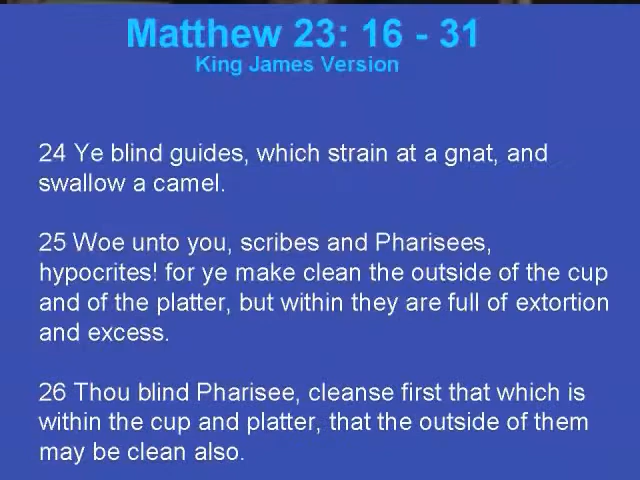 Matthew 23: 16 - 31
King James Version
24 Ye blind guides, which strain at a gnat, and
swallow a camel.
25 Woe unto you, scribes and Pharisees,
hypocrites! for ye make clean the outside of the cup
and of the platter, but within they are full of extortion
and excess.
26 Thou blind Pharisee, cleanse first that which is
within the cup and platter, that the outside of them
may be clean also.